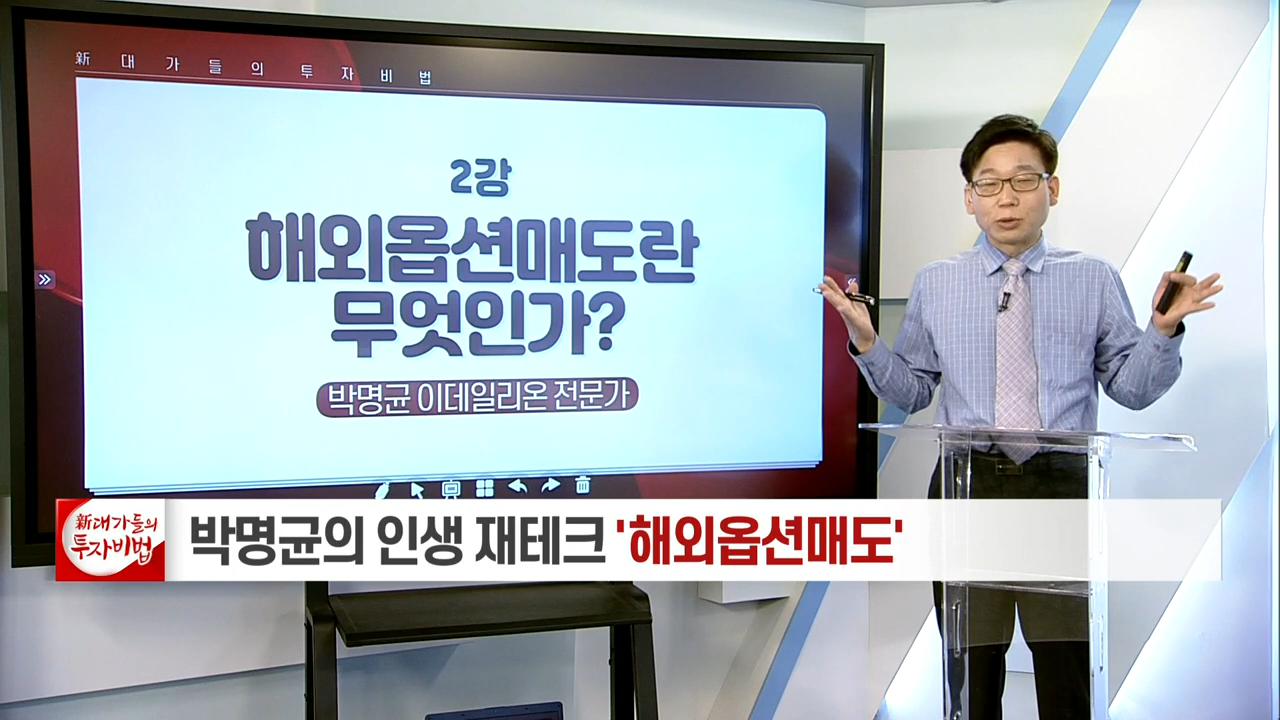 新 대 가 들 의 투 자 비 법
2강
해외옵션매도란
무엇인가?
박명균 이데일리온 전문가
新대가들의
투자비법
박명균의 인생 재테크 '해외옵션매도'